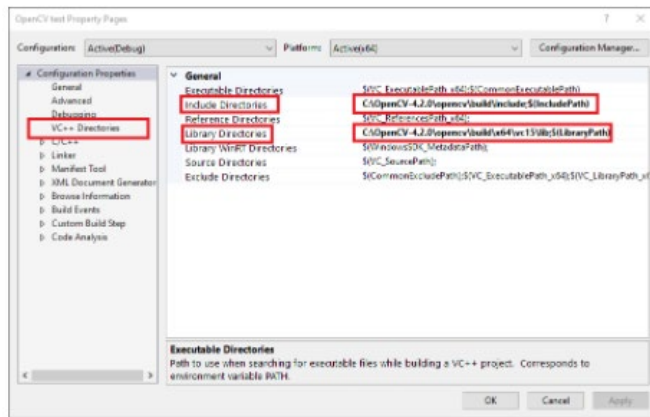 OpenCV test Property Pages
? ×
Configuration: Active(Debug) Platform: Active(x64) Configuration Manager...
Configuration Properties
General
Advanced
Debugging
VC++ Directories
C/C++
Linker
Manifest Tool
XML Document Generator
Browse Information
Build Events
Custom Build Step
Code Analysis
General
Executable Directories $(VC_ExecutablePath_x64);$(CommonExecutablePath)
Include Directories C:\OpenCV-4.2.0\opencv\build\include;$(IncludePath)
Reference Directories $(VC_ReferencesPath_x64);
Library Directories C:\OpenCV-4.2.0\opencv\build\x64\vc15\lib;$(LibraryPath)
Library WinRT Directories $(WindowsSDK_MetadataPath);
Source Directories $(VC_SourcePath);
Exclude Directories $(CommonExcludePath);$(VC_ExecutablePath_x64);$(VC_LibraryPath_x6
Executable Directories
Path to use when searching for executable files while building a VC++ project. Corresponds to
environment variable PATH.
OK Cancel Apply